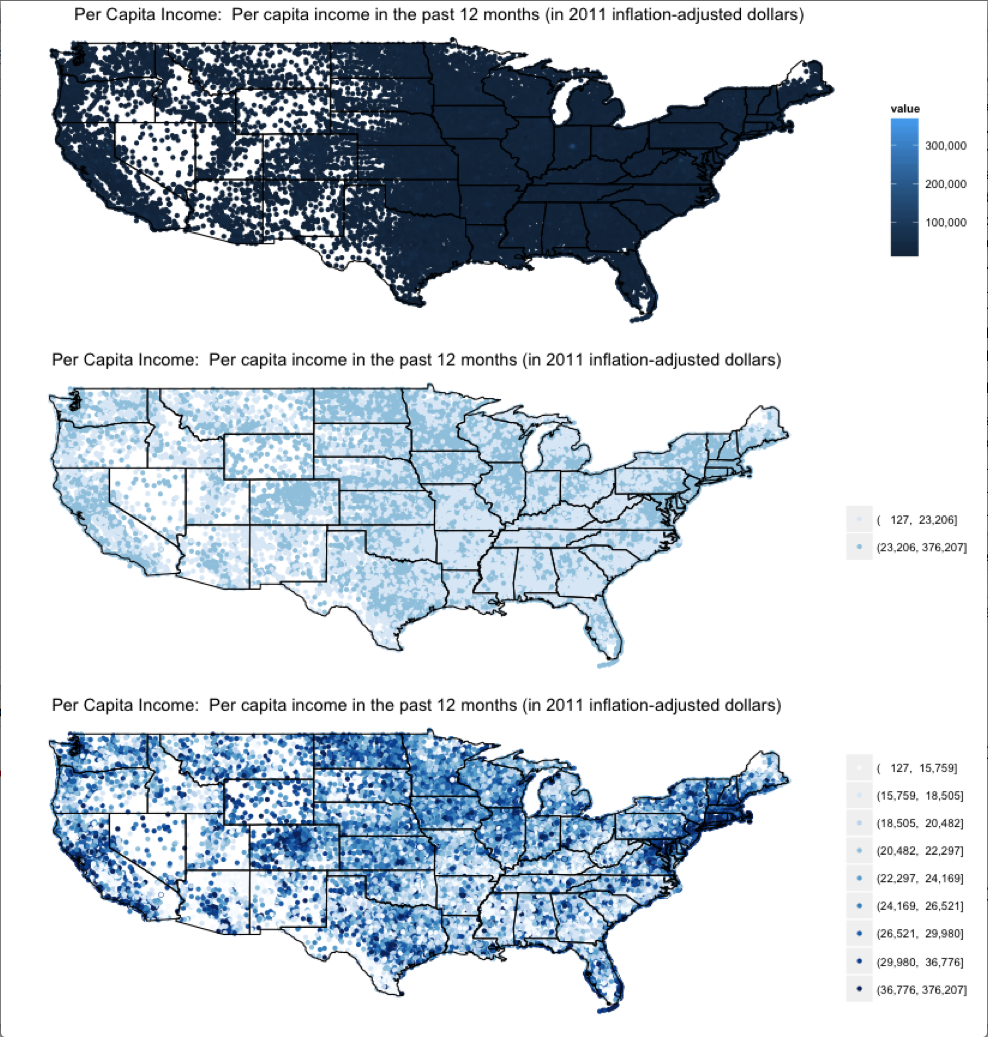 Per Capita Income:  Per capita income in the past 12 months (in 2011 inflation-adjusted dollars)
value
300,000
200,000
100,000
Per Capita Income:  Per capita income in the past 12 months (in 2011 inflation-adjusted dollars)
(   127,  23,206]
(23,206, 376,207]
Per Capita Income:  Per capita income in the past 12 months (in 2011 inflation-adjusted dollars)
(   127,  15,759]
(15,759,  18,505]
(18,505,  20,482]
(20,482,  22,297]
(22,297,  24,169]
(24,169,  26,521]
(26,521,  29,980]
(29,980,  36,776]
(36,776, 376,207]